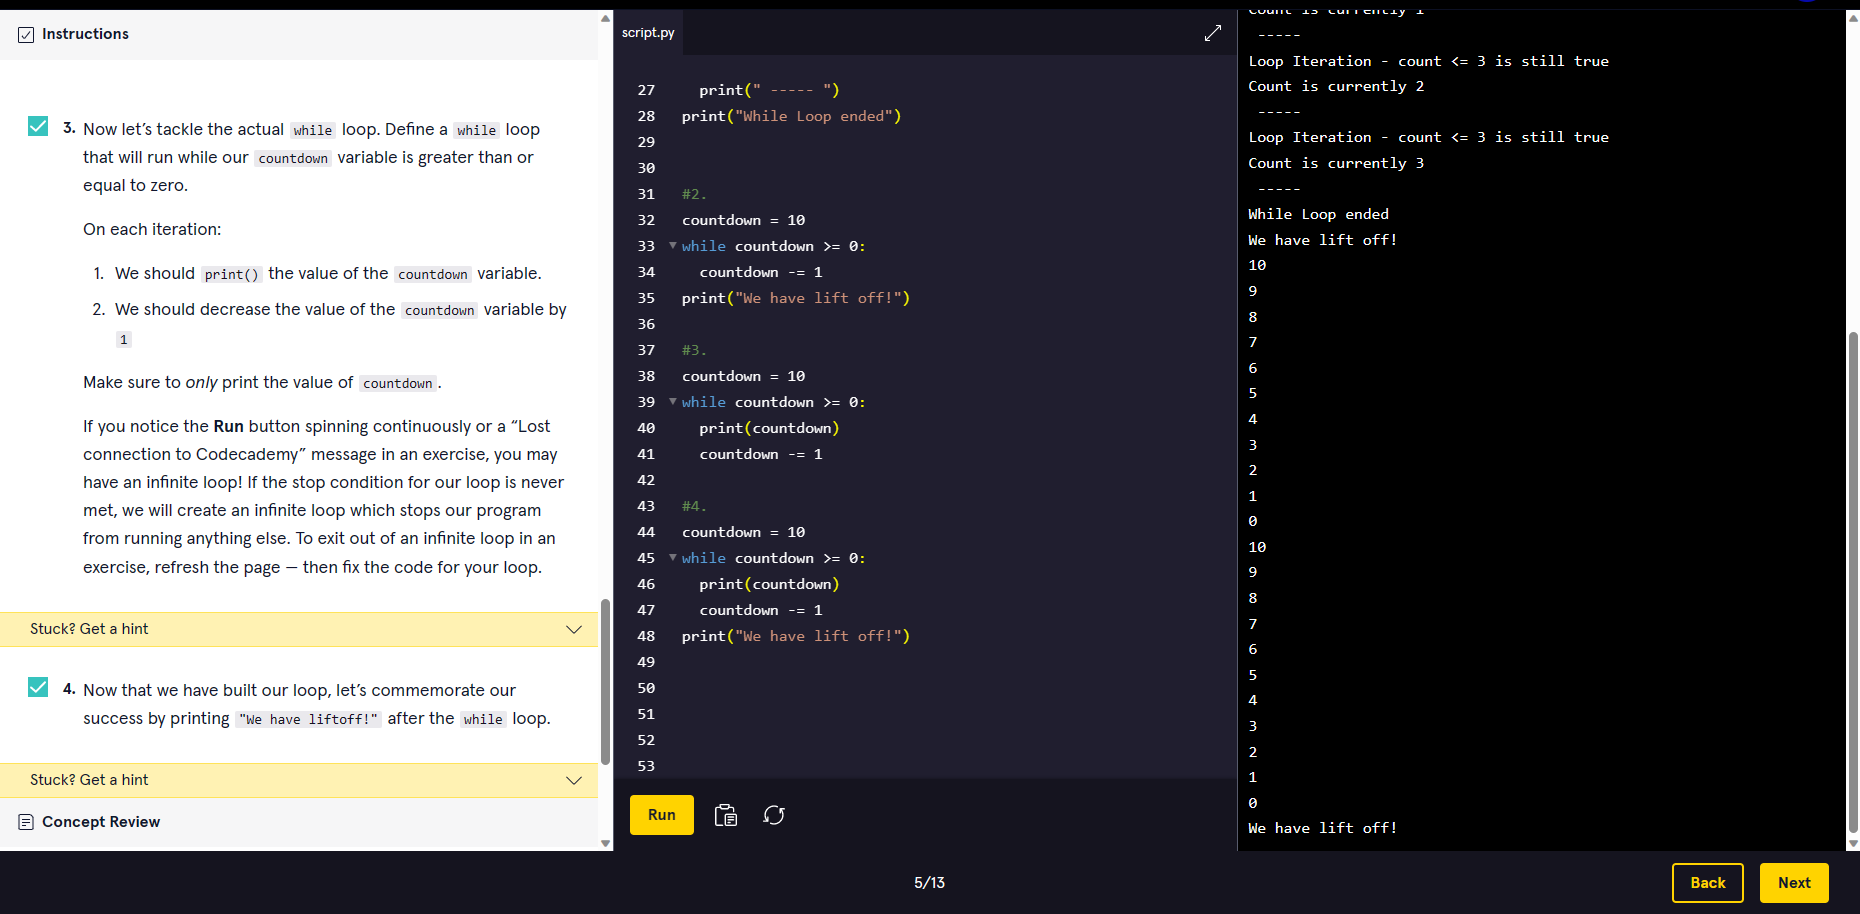 Instructions
3. Now let's tackle the actual while loop. Define a while loop
that will run while our countdown variable is greater than or
equal to zero.
On each iteration:
1. We should print() the value of the countdown variable.
2. We should decrease the value of the countdown variable by
1
Make sure to only print the value of countdown.
If you notice the Run button spinning continuously or a “Lost
connection to Codecademy” message in an exercise, you may
have an infinite loop! If the stop condition for our loop is never
met, we will create an infinite loop which stops our program
from running anything else. To exit out of an infinite loop in an
exercise, refresh the page — then fix the code for your loop.
Stuck? Get a hint
4. Now that we have built our loop, let's commemorate our
success by printing "We have liftoff!" after the while loop.
Stuck? Get a hint
Concept Review
script.py
27 print(" ----- ")
28 print("While Loop ended")
29
30
31 #2.
32 countdown = 10
33 while countdown >= 0:
34 countdown -= 1
35 print("We have lift off!")
36
37 #3.
38 countdown = 10
39 while countdown >= 0:
40 print(countdown)
41 countdown -= 1
42
43 #4.
44 countdown = 10
45 while countdown >= 0:
46 print(countdown)
47 countdown -= 1
48 print("We have lift off!")
49
50
51
52
53
Run
Count is currently 1
-----
Loop Iteration - count <= 3 is still true
Count is currently 2
-----
Loop Iteration - count <= 3 is still true
Count is currently 3
-----
While Loop ended
We have lift off!
10
9
8
7
6
5
4
3
2
1
0
10
9
8
7
6
5
4
3
2
1
0
We have lift off!
5/13
Back
Next